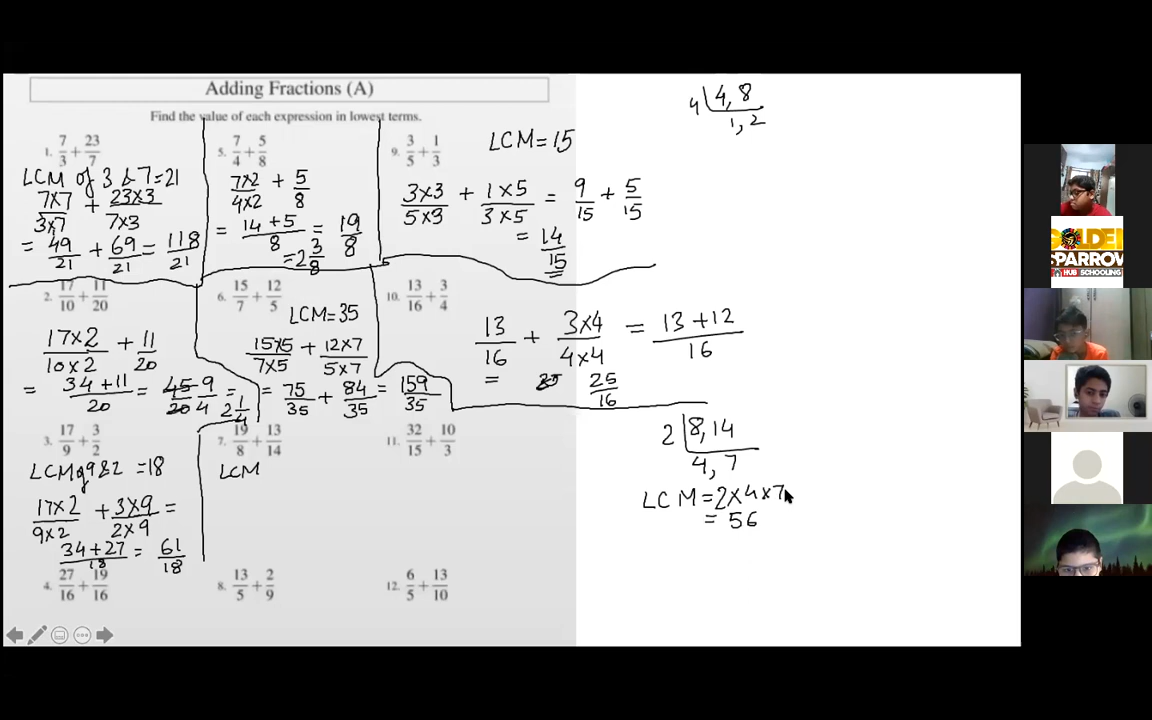 Adding Fractions (A)
Find the value of each expression in lowest terms.
1. 7/3 + 23/7
LCM of 3 & 7 = 21
7×7/3×7 + 23×3/7×3
= 49/21 + 69/21 = 118/21
5. 7/4 + 5/8
7×2/4×2 + 5/8
= 14+5/8 = 19/8
= 2 3/8
9. 3/5 + 1/3
LCM = 15
3×3/5×3 + 1×5/3×5 = 9/15 + 5/15
= 14/15
4 | 4, 8
1, 2
2. 17/10 + 11/20
17×2/10×2 + 11/20
= 34+11/20 = 45/20 9/4 = 2 1/4
6. 15/7 + 12/5
LCM = 35
15×5/7×5 + 12×7/5×7
= 75/35 + 84/35 = 159/35
10. 13/16 + 3/4
13/16 + 3×4/4×4 = 13+12/16
= 25/16
3. 17/9 + 3/2
LCM of 9 & 2 = 18
17×2/9×2 + 3×9/2×9 =
34+27/18 = 61/18
7. 19/8 + 13/14
LCM
11. 32/15 + 10/3
2 | 8, 14
4, 7
LCM = 2×4×7
= 56
4. 27/16 + 19/16
8. 13/5 + 2/9
12. 6/5 + 13/10
GOLDEN
SPARROW
HUB SCHOOLING